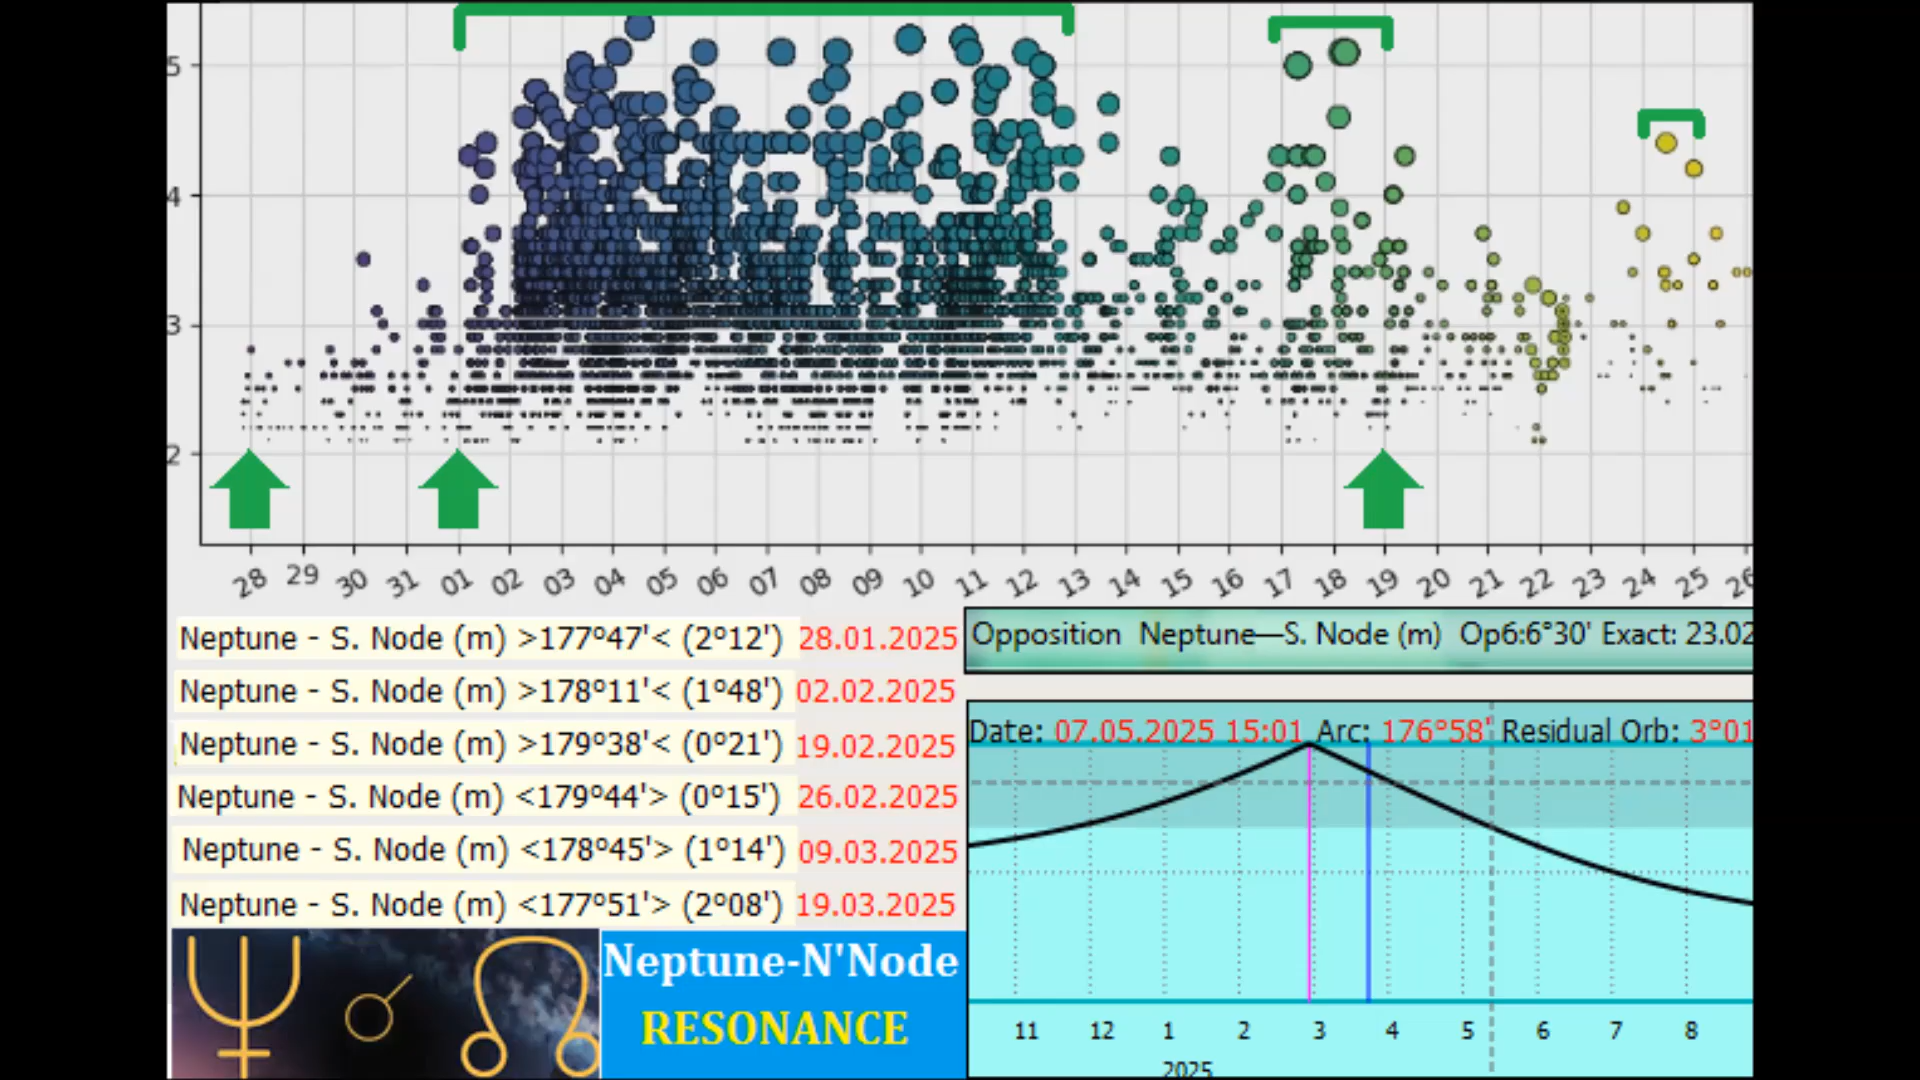 5
4
3
2
28 29 30 31 01 02 03 04 05 06 07 08 09 10 11 12 13 14 15 16 17 18 19 20 21 22 23 24 25 26
Neptune - S. Node (m) >177°47'< (2°12') 28.01.2025
Neptune - S. Node (m) >178°11'< (1°48') 02.02.2025
Neptune - S. Node (m) >179°38'< (0°21') 19.02.2025
Neptune - S. Node (m) <179°44'> (0°15') 26.02.2025
Neptune - S. Node (m) <178°45'> (1°14') 09.03.2025
Neptune - S. Node (m) <177°51'> (2°08') 19.03.2025
Neptune-N'Node
RESONANCE
Opposition Neptune—S. Node (m) Op6:6°30' Exact: 23.02
Date: 07.05.2025 15:01 Arc: 176°58' Residual Orb: 3°01
11 12 1 2 3 4 5 6 7 8
2025